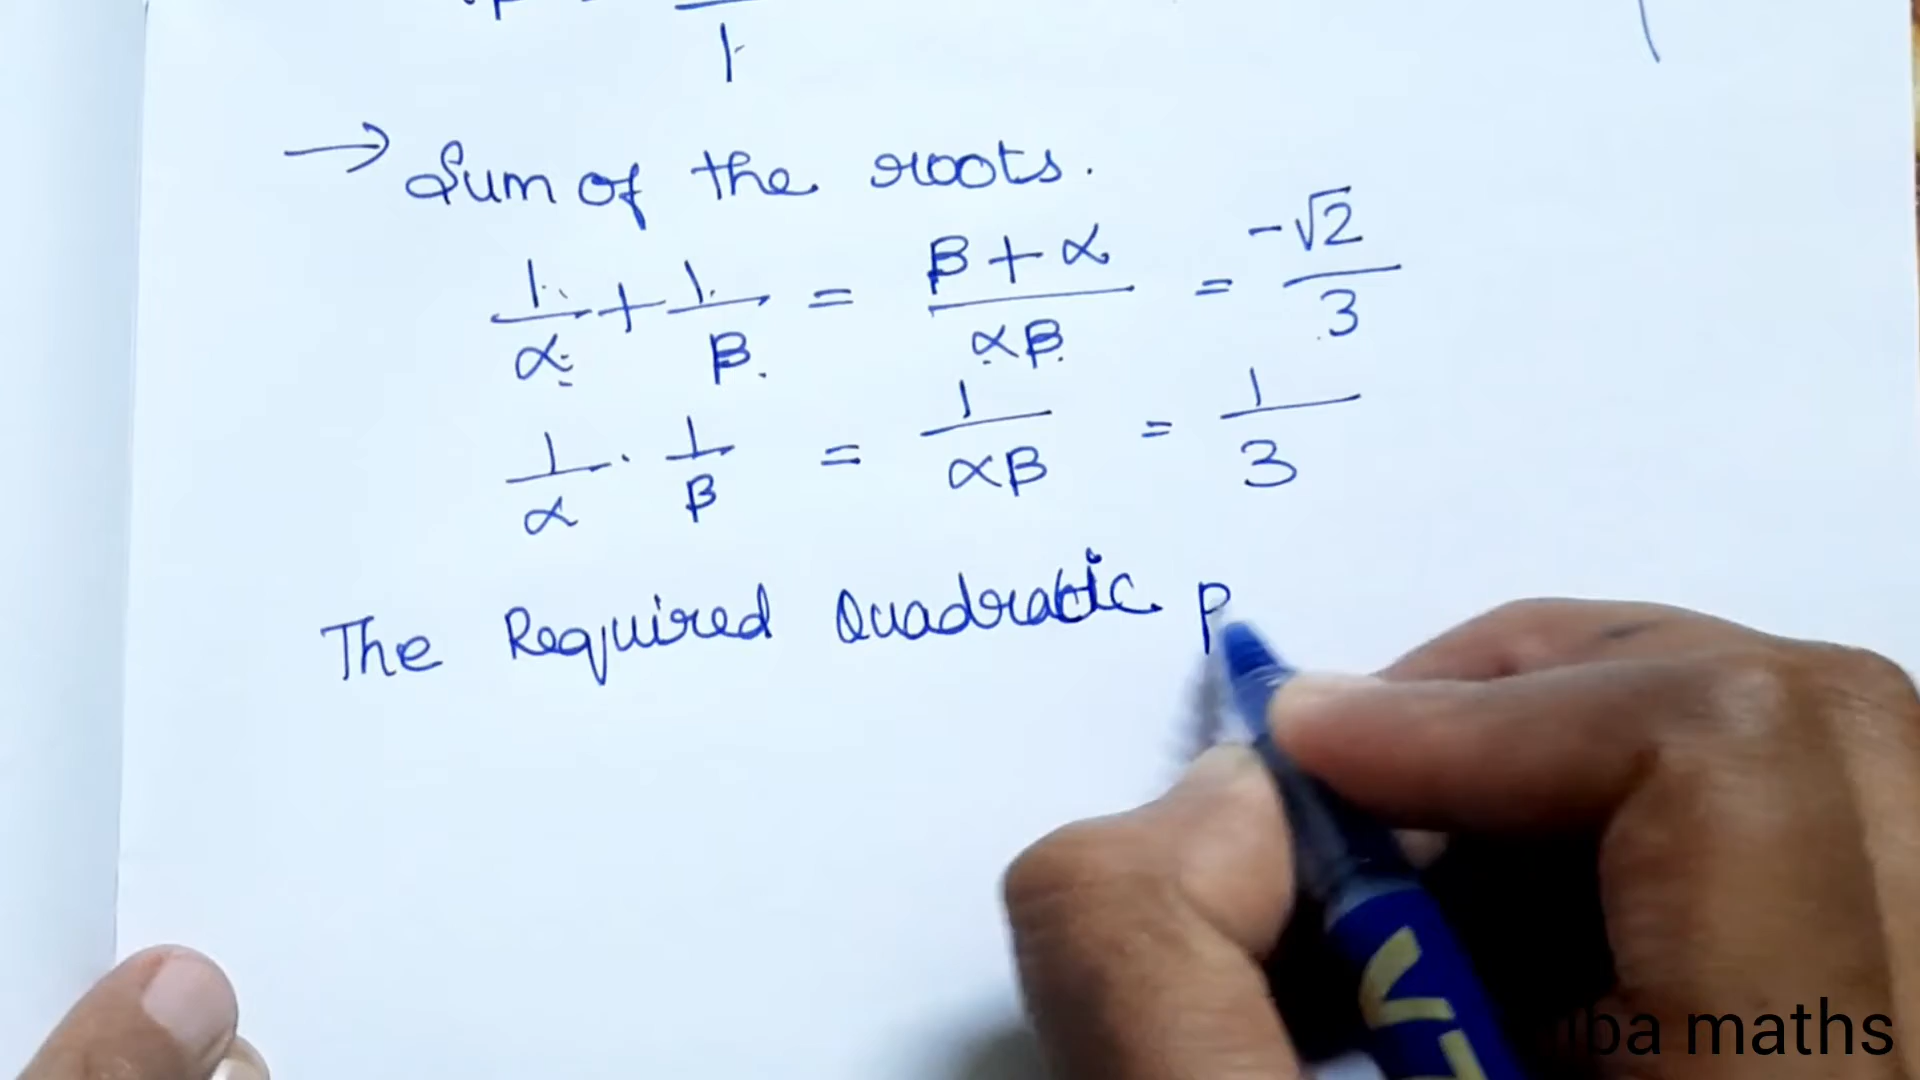 1
→ Sum of the roots.
1/α + 1/β = β + α/αβ = -√2/3
1/α · 1/β = 1/αβ = 1/3
The Required Quadratic P
ba maths